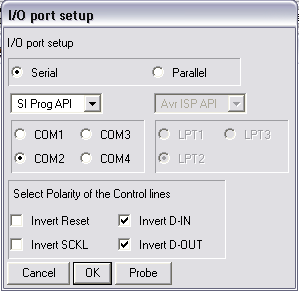 I/O port setup
I/O port setup
Serial Parallel
SI Prog API Avr ISP API
COM1 COM3 LPT1 LPT3
COM2 COM4 LPT2
Select Polarity of the Control lines
Invert Reset Invert D-IN
Invert SCKL Invert D-OUT
Cancel OK Probe